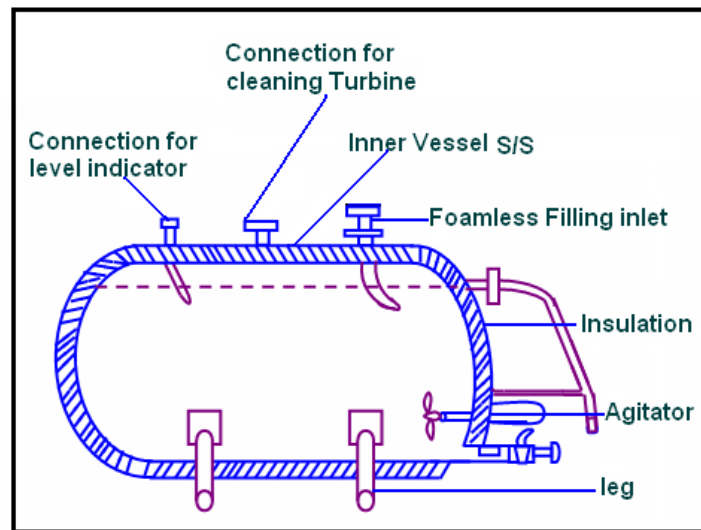 Connection for
cleaning Turbine
Connection for
level indicator
Inner Vessel S/S
Foamless Filling inlet
Insulation
Agitator
leg